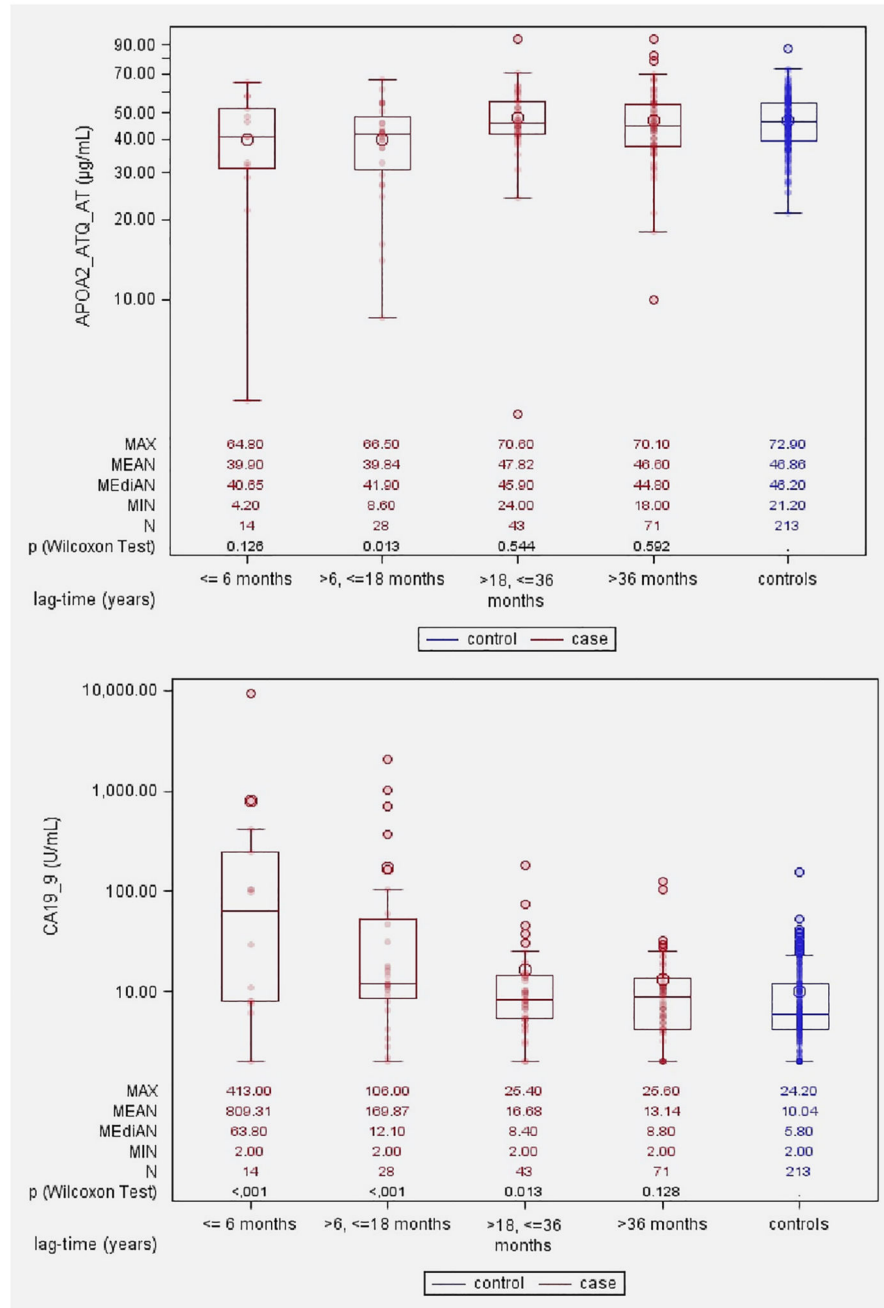 90.00
70.00
50.00
40.00
30.00
20.00
10.00
APOA2_ATQ_AT (µg/mL)
MAX 64.80 66.50 70.60 70.10 72.90
MEAN 39.90 39.84 47.82 46.60 46.86
MEdiAN 40.65 41.90 45.90 44.80 46.20
MIN 4.20 8.60 24.00 18.00 21.20
N 14 28 43 71 213
p (Wilcoxon Test) 0.126 0.013 0.544 0.592 .
<= 6 months >6, <=18 months >18, <=36 >36 months controls
months
lag-time (years)
control case
10,000.00
1,000.00
100.00
10.00
CA19_9 (U/mL)
MAX 413.00 106.00 25.40 25.60 24.20
MEAN 809.31 169.87 16.68 13.14 10.04
MEdiAN 63.80 12.10 8.40 8.80 5.80
MIN 2.00 2.00 2.00 2.00 2.00
N 14 28 43 71 213
p (Wilcoxon Test) <,001 <,001 0.013 0.128 .
<= 6 months >6, <=18 months >18, <=36 >36 months controls
months
lag-time (years)
control case